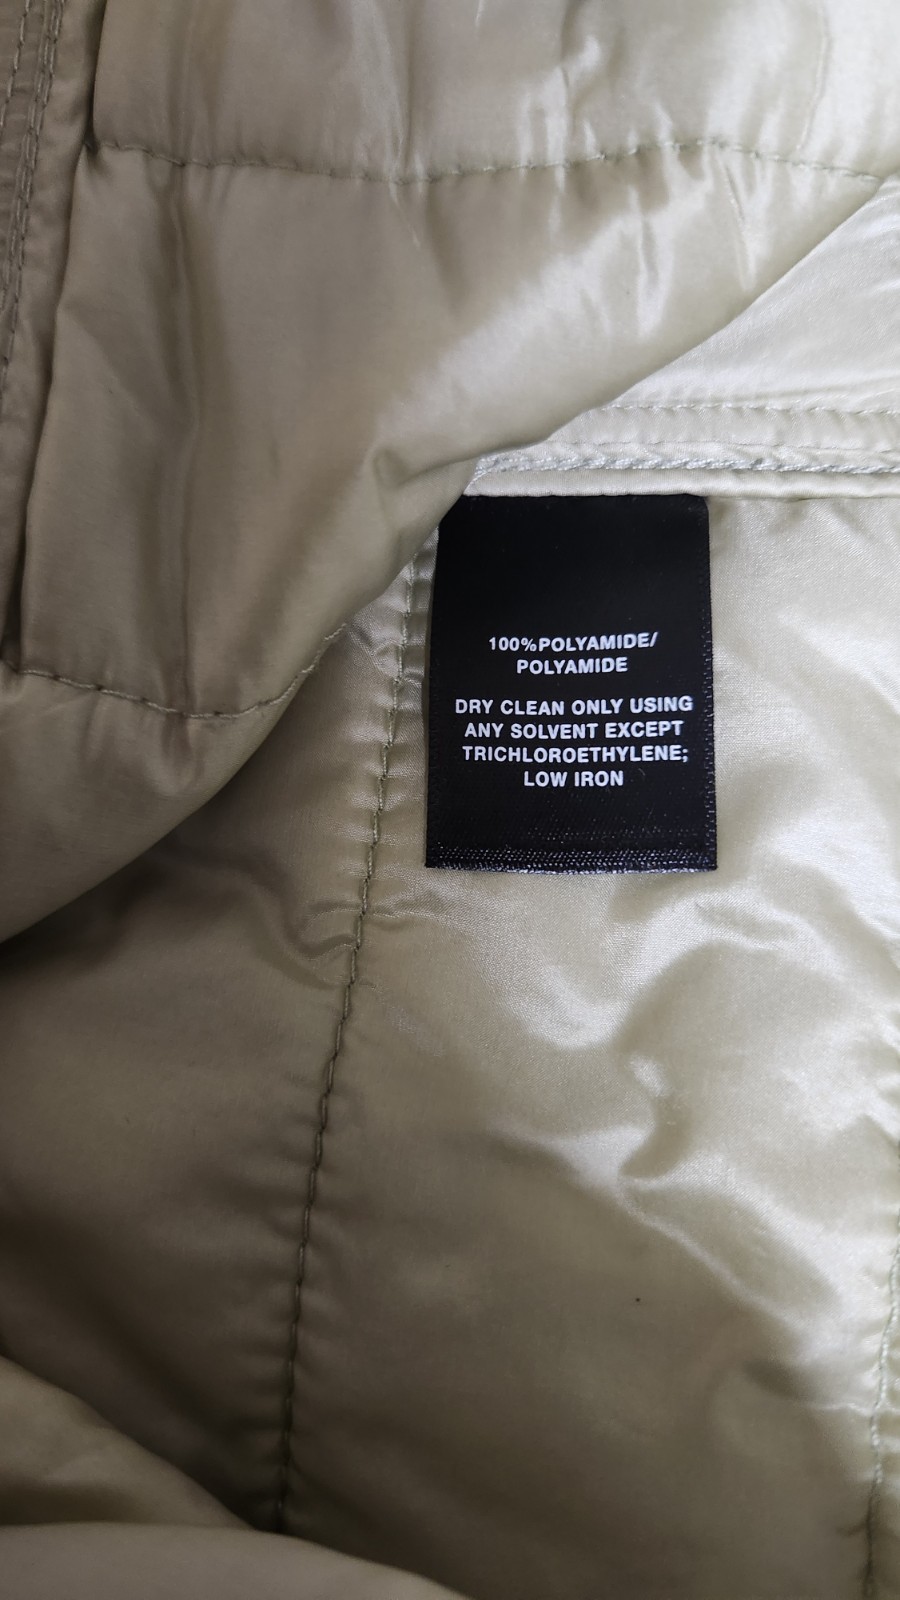 100%POLYAMIDE/
POLYAMIDE
DRY CLEAN ONLY USING
ANY SOLVENT EXCEPT
TRICHLOROETHYLENE;
LOW IRON